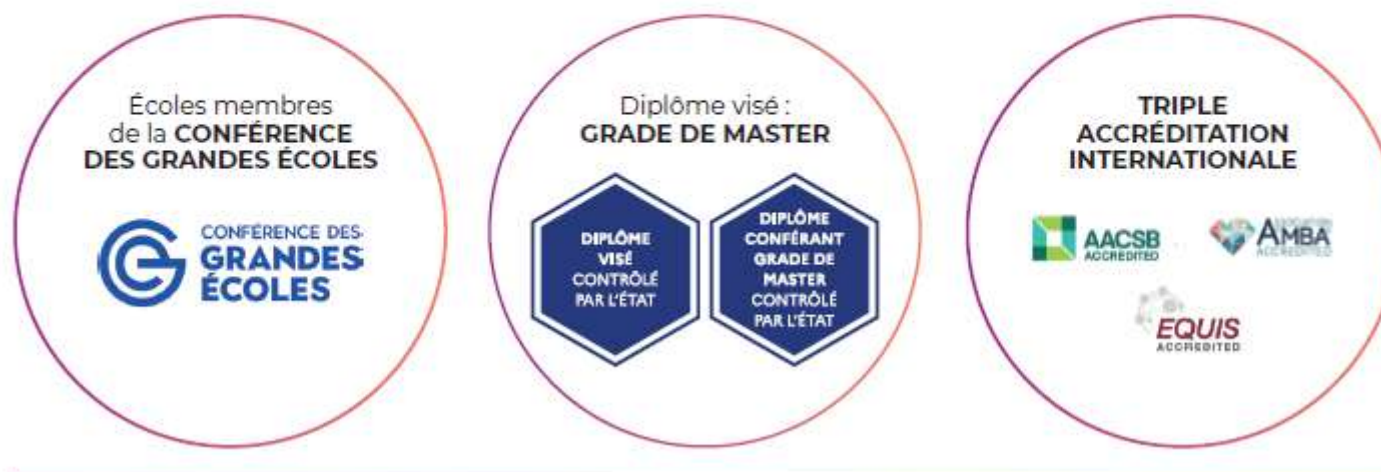 Écoles membres
de la CONFÉRENCE
DES GRANDES ÉCOLES
CONFÉRENCE DES
GRANDES
ÉCOLES
Diplôme visé :
GRADE DE MASTER
DIPLÔME
VISÉ
CONTRÔLÉ
PAR L'ÉTAT
DIPLÔME
CONFÉRANT
GRADE DE
MASTER
CONTRÔLÉ
PAR L'ÉTAT
TRIPLE
ACCRÉDITATION
INTERNATIONALE
AACSB
ACCREDITED
ASSOCIATION
AMBA
ACCREDITED
EQUIS
ACCREDITED